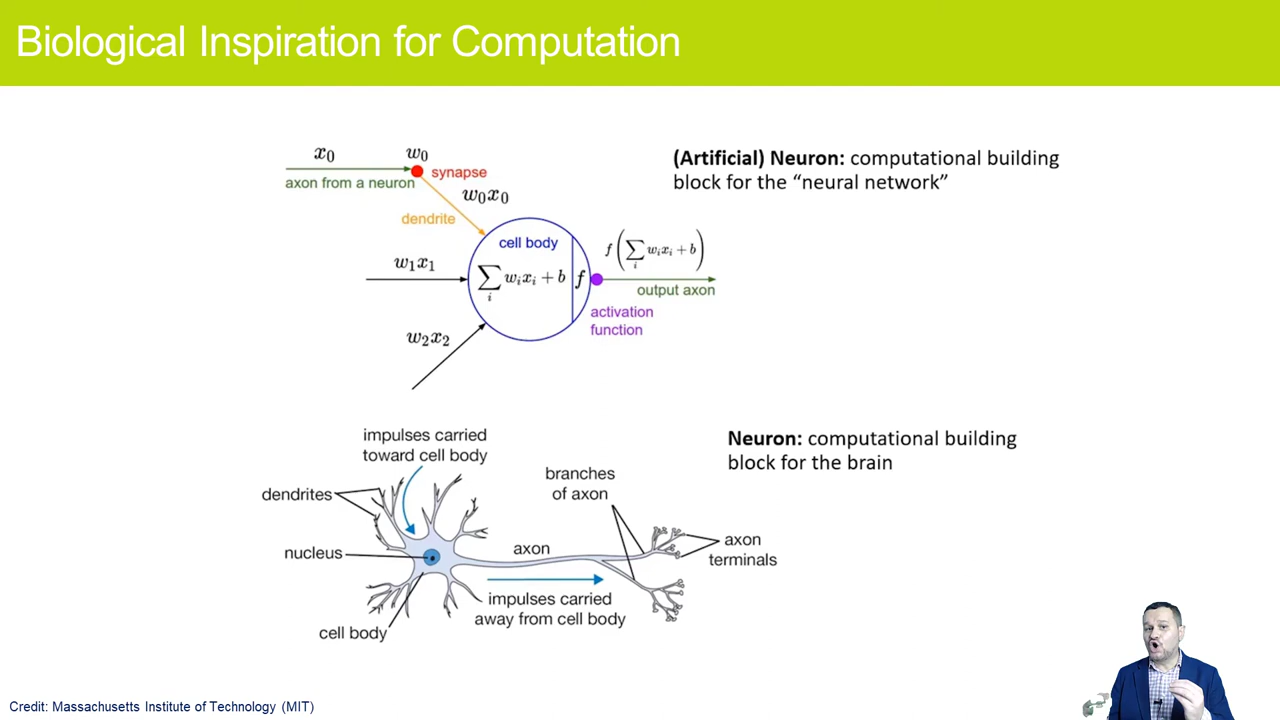 Biological Inspiration for Computation
x₀
w₀
axon from a neuron
synapse
w₀x₀
dendrite
cell body
w₁x₁
∑ᵢ wᵢxᵢ + b
f
f(∑ᵢ wᵢxᵢ + b)
output axon
activation
function
w₂x₂
(Artificial) Neuron: computational building
block for the “neural network”
impulses carried
toward cell body
dendrites
nucleus
cell body
axon
impulses carried
away from cell body
branches
of axon
axon
terminals
Neuron: computational building
block for the brain
Credit: Massachusetts Institute of Technology (MIT)